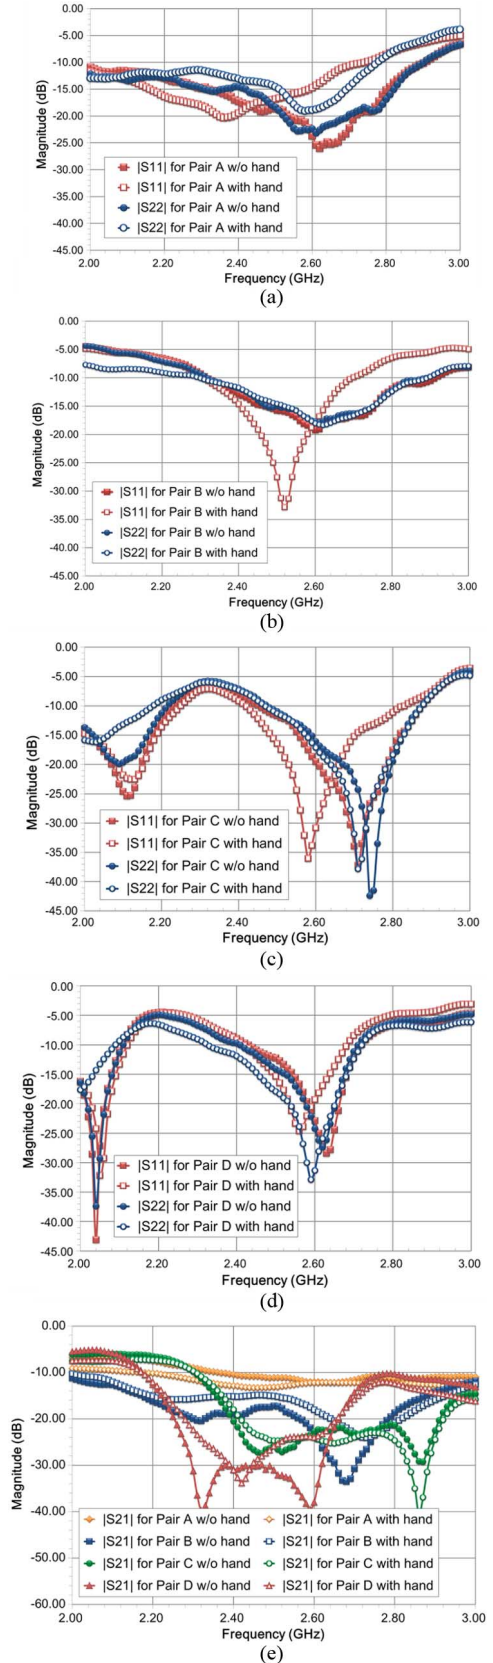 0.00
-5.00
-10.00
-15.00
-20.00
-25.00
-30.00
-35.00
-40.00
-45.00
Magnitude (dB)
|S11| for Pair A w/o hand
|S11| for Pair A with hand
|S22| for Pair A w/o hand
|S22| for Pair A with hand
2.00 2.20 2.40 2.60 2.80 3.00
Frequency (GHz)
(a)
0.00
-5.00
-10.00
-15.00
-20.00
-25.00
-30.00
-35.00
-40.00
-45.00
Magnitude (dB)
|S11| for Pair B w/o hand
|S11| for Pair B with hand
|S22| for Pair B w/o hand
|S22| for Pair B with hand
2.00 2.20 2.40 2.60 2.80 3.00
Frequency (GHz)
(b)
0.00
-5.00
-10.00
-15.00
-20.00
-25.00
-30.00
-35.00
-40.00
-45.00
Magnitude (dB)
|S11| for Pair C w/o hand
|S11| for Pair C with hand
|S22| for Pair C w/o hand
|S22| for Pair C with hand
2.00 2.20 2.40 2.60 2.80 3.00
Frequency (GHz)
(c)
0.00
-5.00
-10.00
-15.00
-20.00
-25.00
-30.00
-35.00
-40.00
-45.00
Magnitude (dB)
|S11| for Pair D w/o hand
|S11| for Pair D with hand
|S22| for Pair D w/o hand
|S22| for Pair D with hand
2.00 2.20 2.40 2.60 2.80 3.00
Frequency (GHz)
(d)
0.00
-10.00
-20.00
-30.00
-40.00
-50.00
-60.00
Magnitude (dB)
|S21| for Pair A w/o hand |S21| for Pair A with hand
|S21| for Pair B w/o hand |S21| for Pair B with hand
|S21| for Pair C w/o hand |S21| for Pair C with hand
|S21| for Pair D w/o hand |S21| for Pair D with hand
2.00 2.20 2.40 2.60 2.80 3.00
Frequency (GHz)
(e)